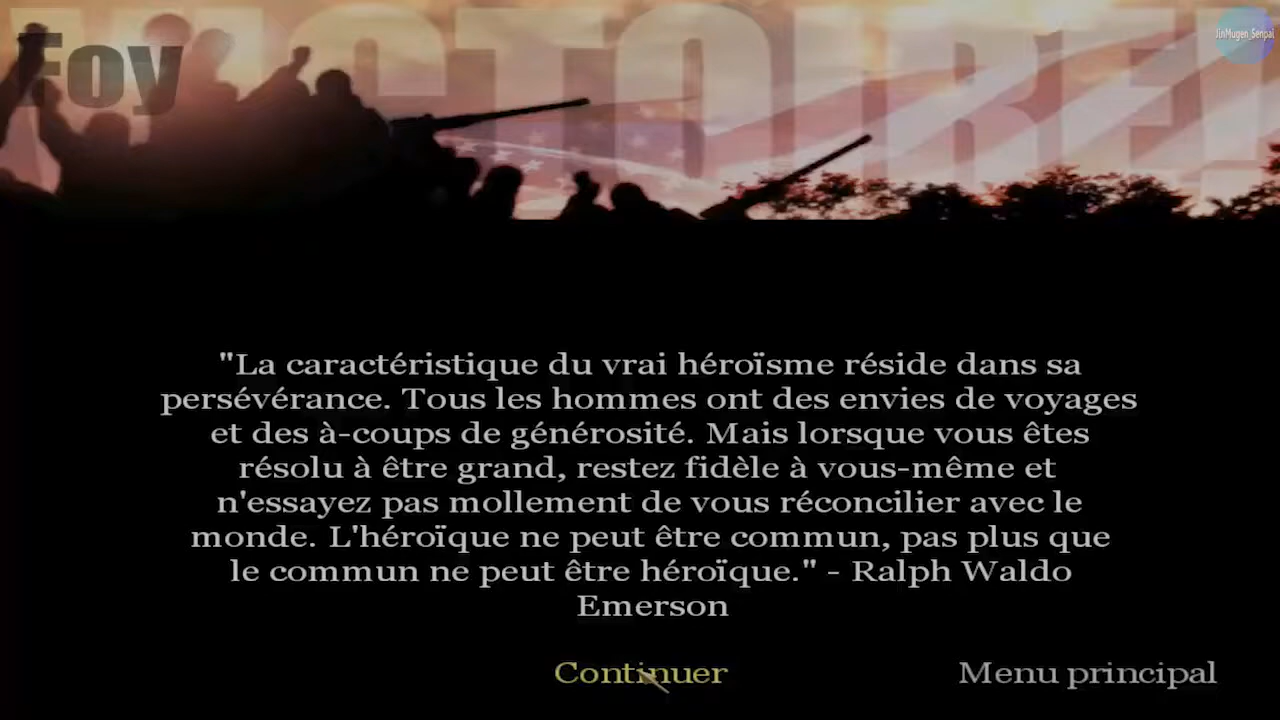 Foy
VICTOIRE!
JinMugen_Senpai
"La caractéristique du vrai héroïsme réside dans sa
persévérance. Tous les hommes ont des envies de voyages
et des à-coups de générosité. Mais lorsque vous êtes
résolu à être grand, restez fidèle à vous-même et
n'essayez pas mollement de vous réconcilier avec le
monde. L'héroïque ne peut être commun, pas plus que
le commun ne peut être héroïque." - Ralph Waldo
Emerson
Continuer
Menu principal